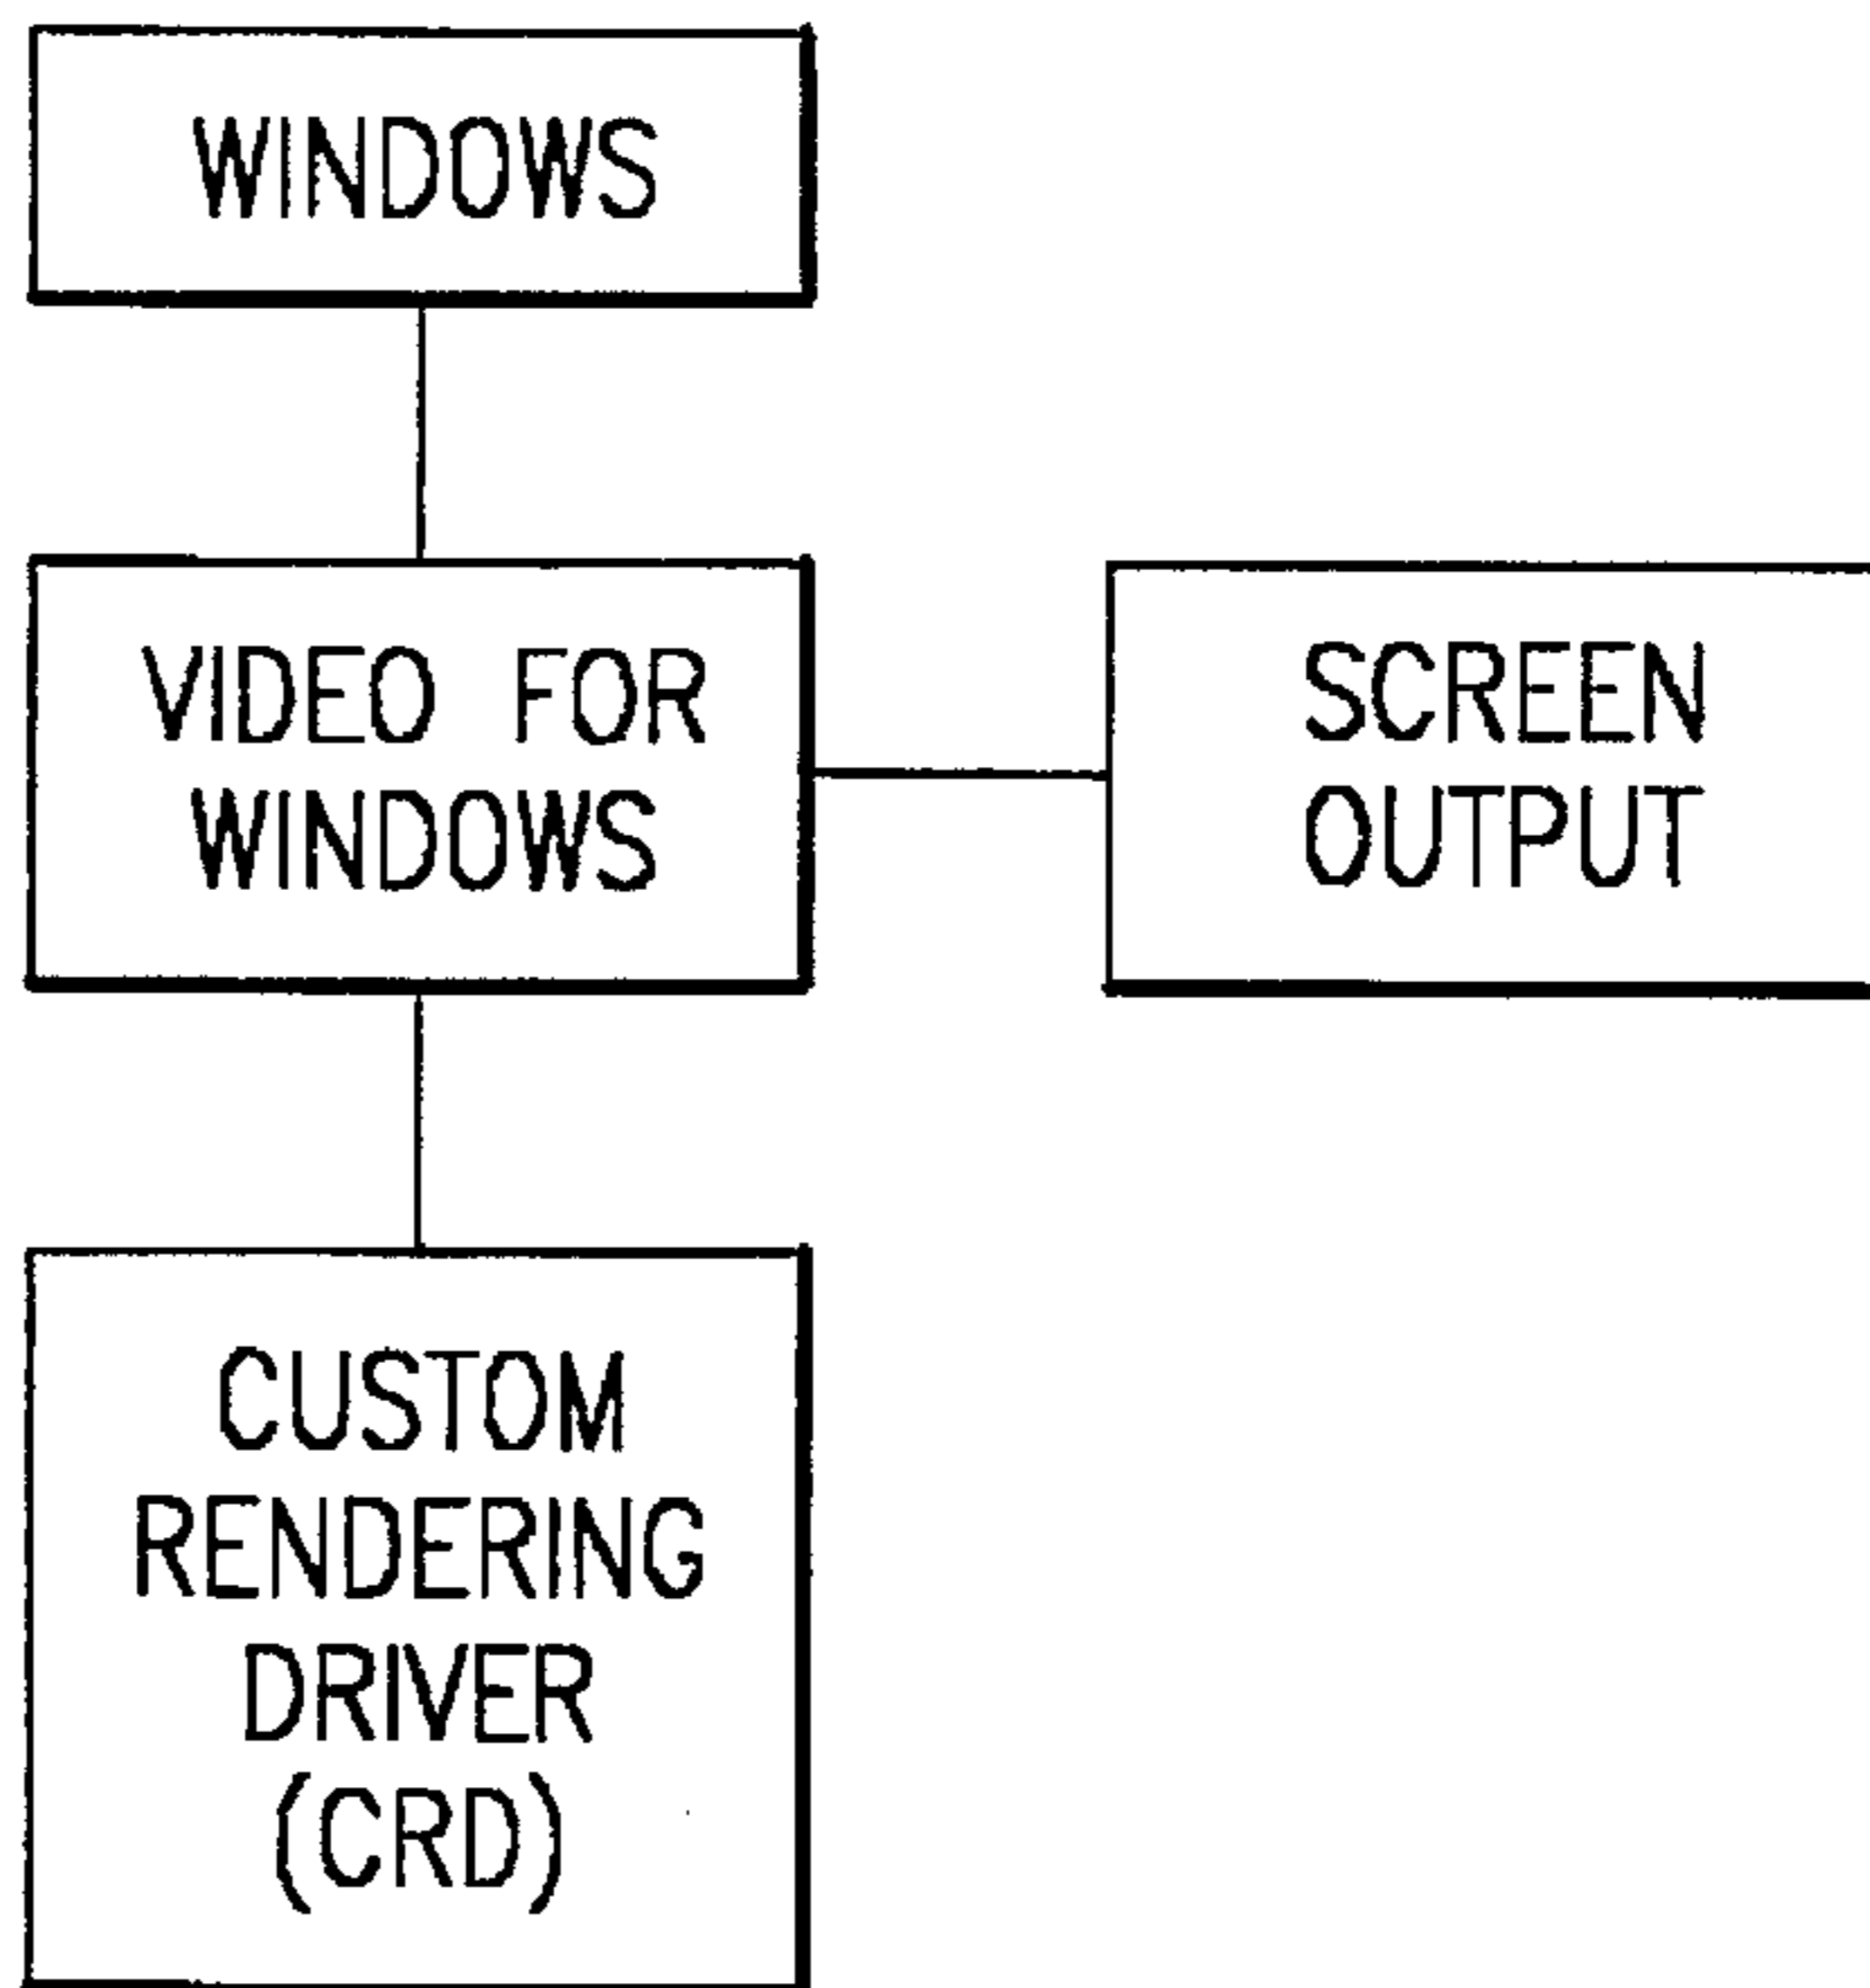 WINDOWS
VIDEO FOR
WINDOWS
SCREEN
OUTPUT
CUSTOM
RENDERING
DRIVER
(CRD)